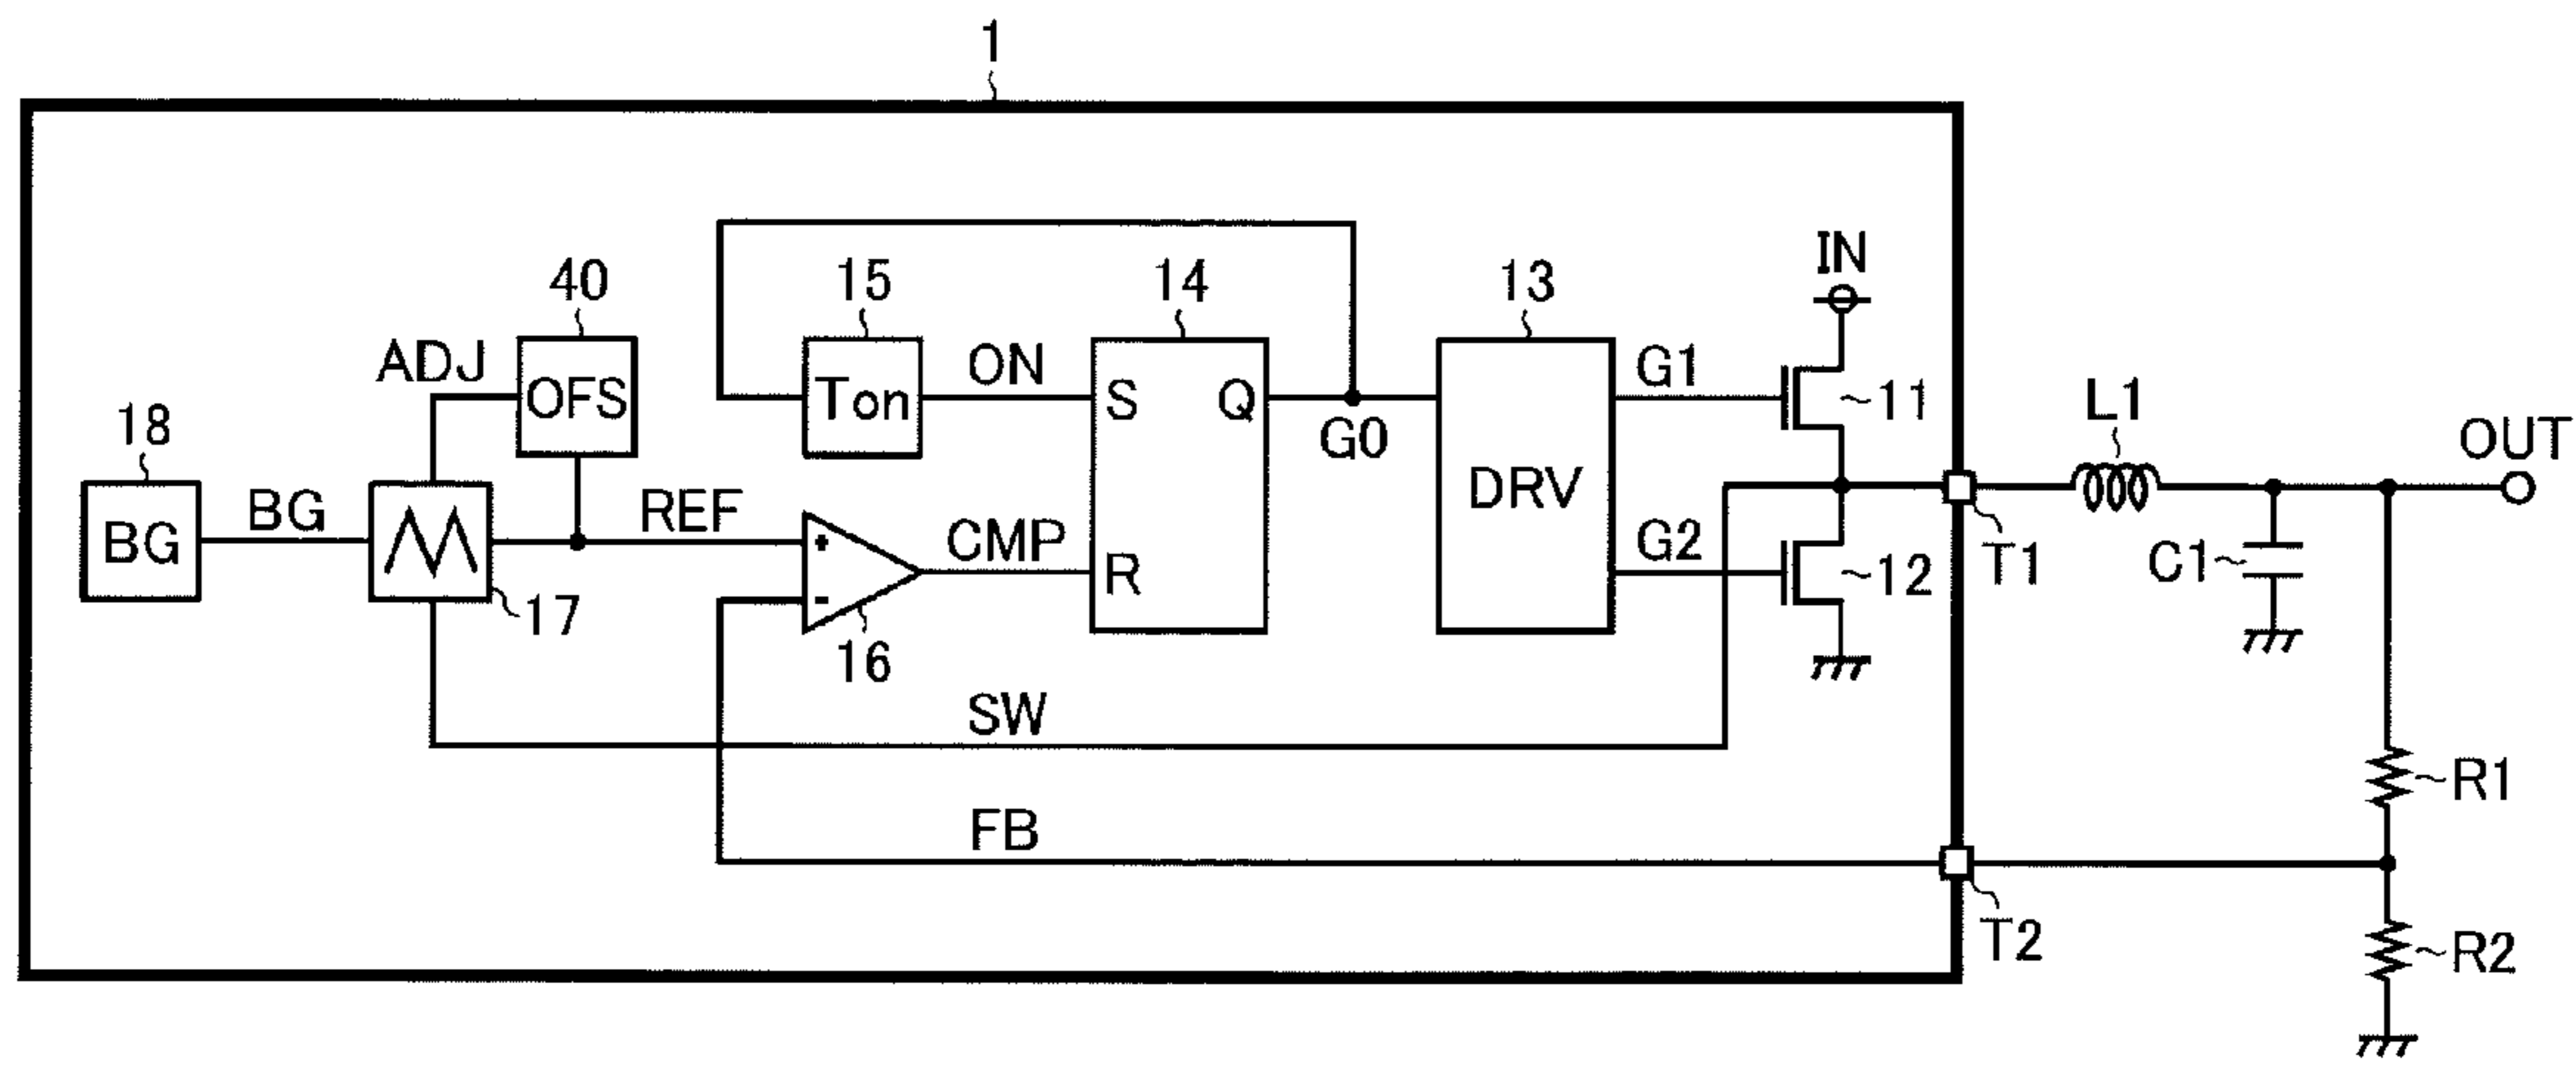 1
IN
40
15
14
13
ADJ
OFS
Ton
ON
S
Q
G0
G1
11
L1
OUT
18
BG
BG
17
REF
CMP
16
R
DRV
G2
12
T1
C1
SW
R1
FB
T2
R2